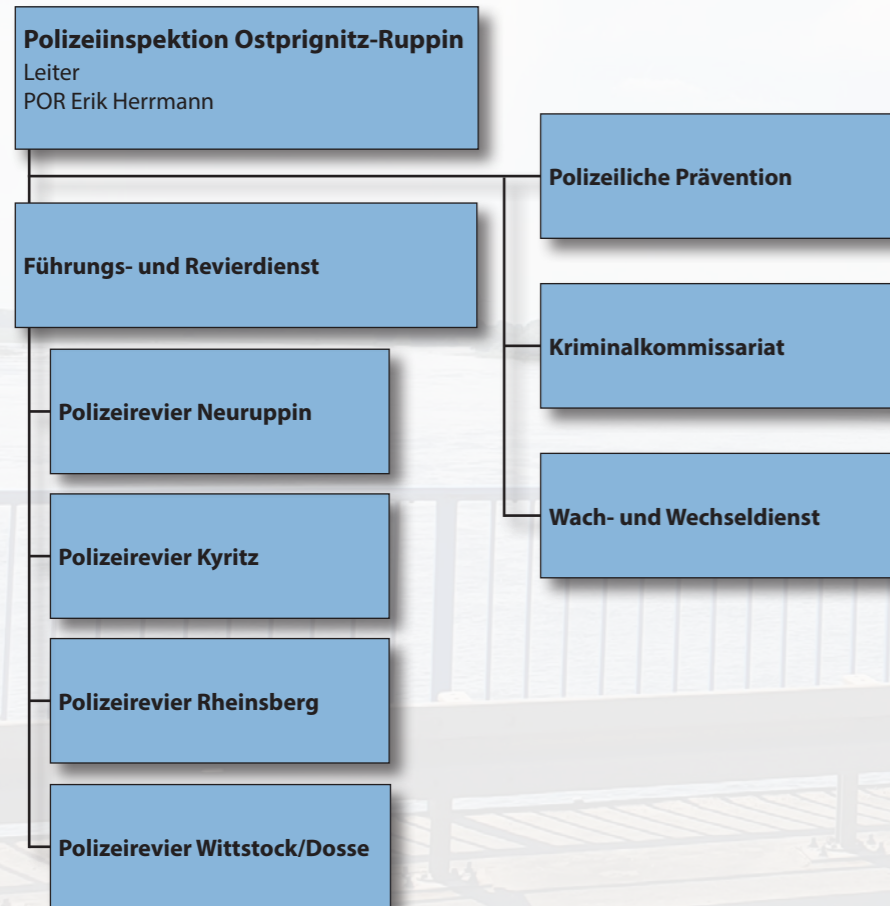 Polizeiinspektion Ostprignitz-Ruppin
Leiter
POR Erik Herrmann
Polizeiliche Prävention
Führungs- und Revierdienst
Kriminalkommissariat
Polizeirevier Neuruppin
Wach- und Wechseldienst
Polizeirevier Kyritz
Polizeirevier Rheinsberg
Polizeirevier Wittstock/Dosse